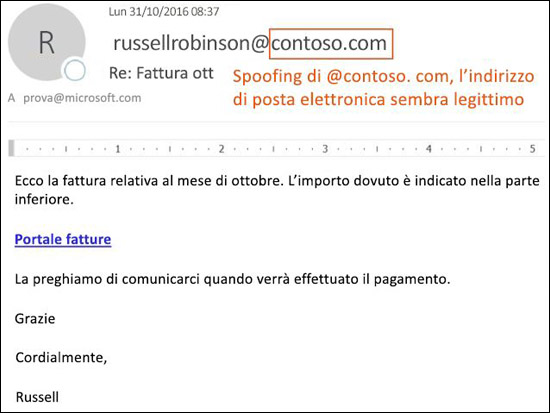 Lun 31/10/2016 08:37
R
russellrobinson@contoso.com
Re: Fattura ott
Spoofing di @contoso. com, l’indirizzo
di posta elettronica sembra legittimo
A prova@microsoft.com
1 2 3 4 5
Ecco la fattura relativa al mese di ottobre. L’importo dovuto è indicato nella parte
inferiore.
Portale fatture
La preghiamo di comunicarci quando verrà effettuato il pagamento.
Grazie
Cordialmente,
Russell